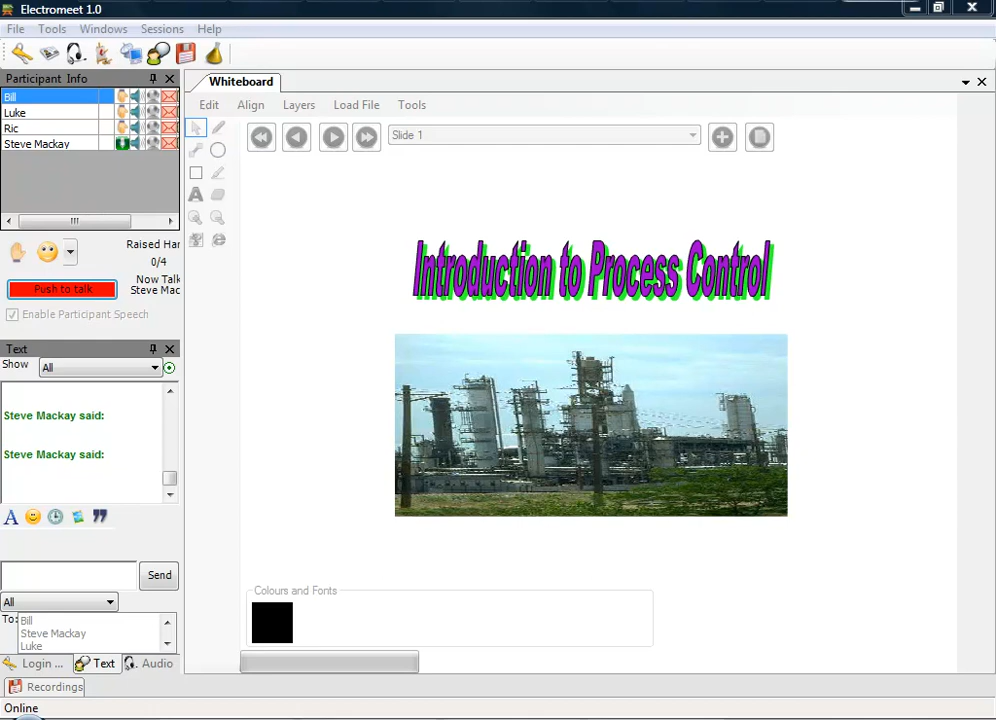 Electromeet 1.0
File Tools Windows Sessions Help
Participant Info
Bill
Luke
Ric
Steve Mackay
Raised Har
0/4
Push to talk
Now Talk
Steve Mac
Enable Participant Speech
Text
Show All
Steve Mackay said:
Steve Mackay said:
A
Send
All
To: Bill
Steve Mackay
Luke
Login ... Text Audio
Recordings
Online
Whiteboard
Edit Align Layers Load File Tools
Slide 1
A
Introduction to Process Control
Colours and Fonts